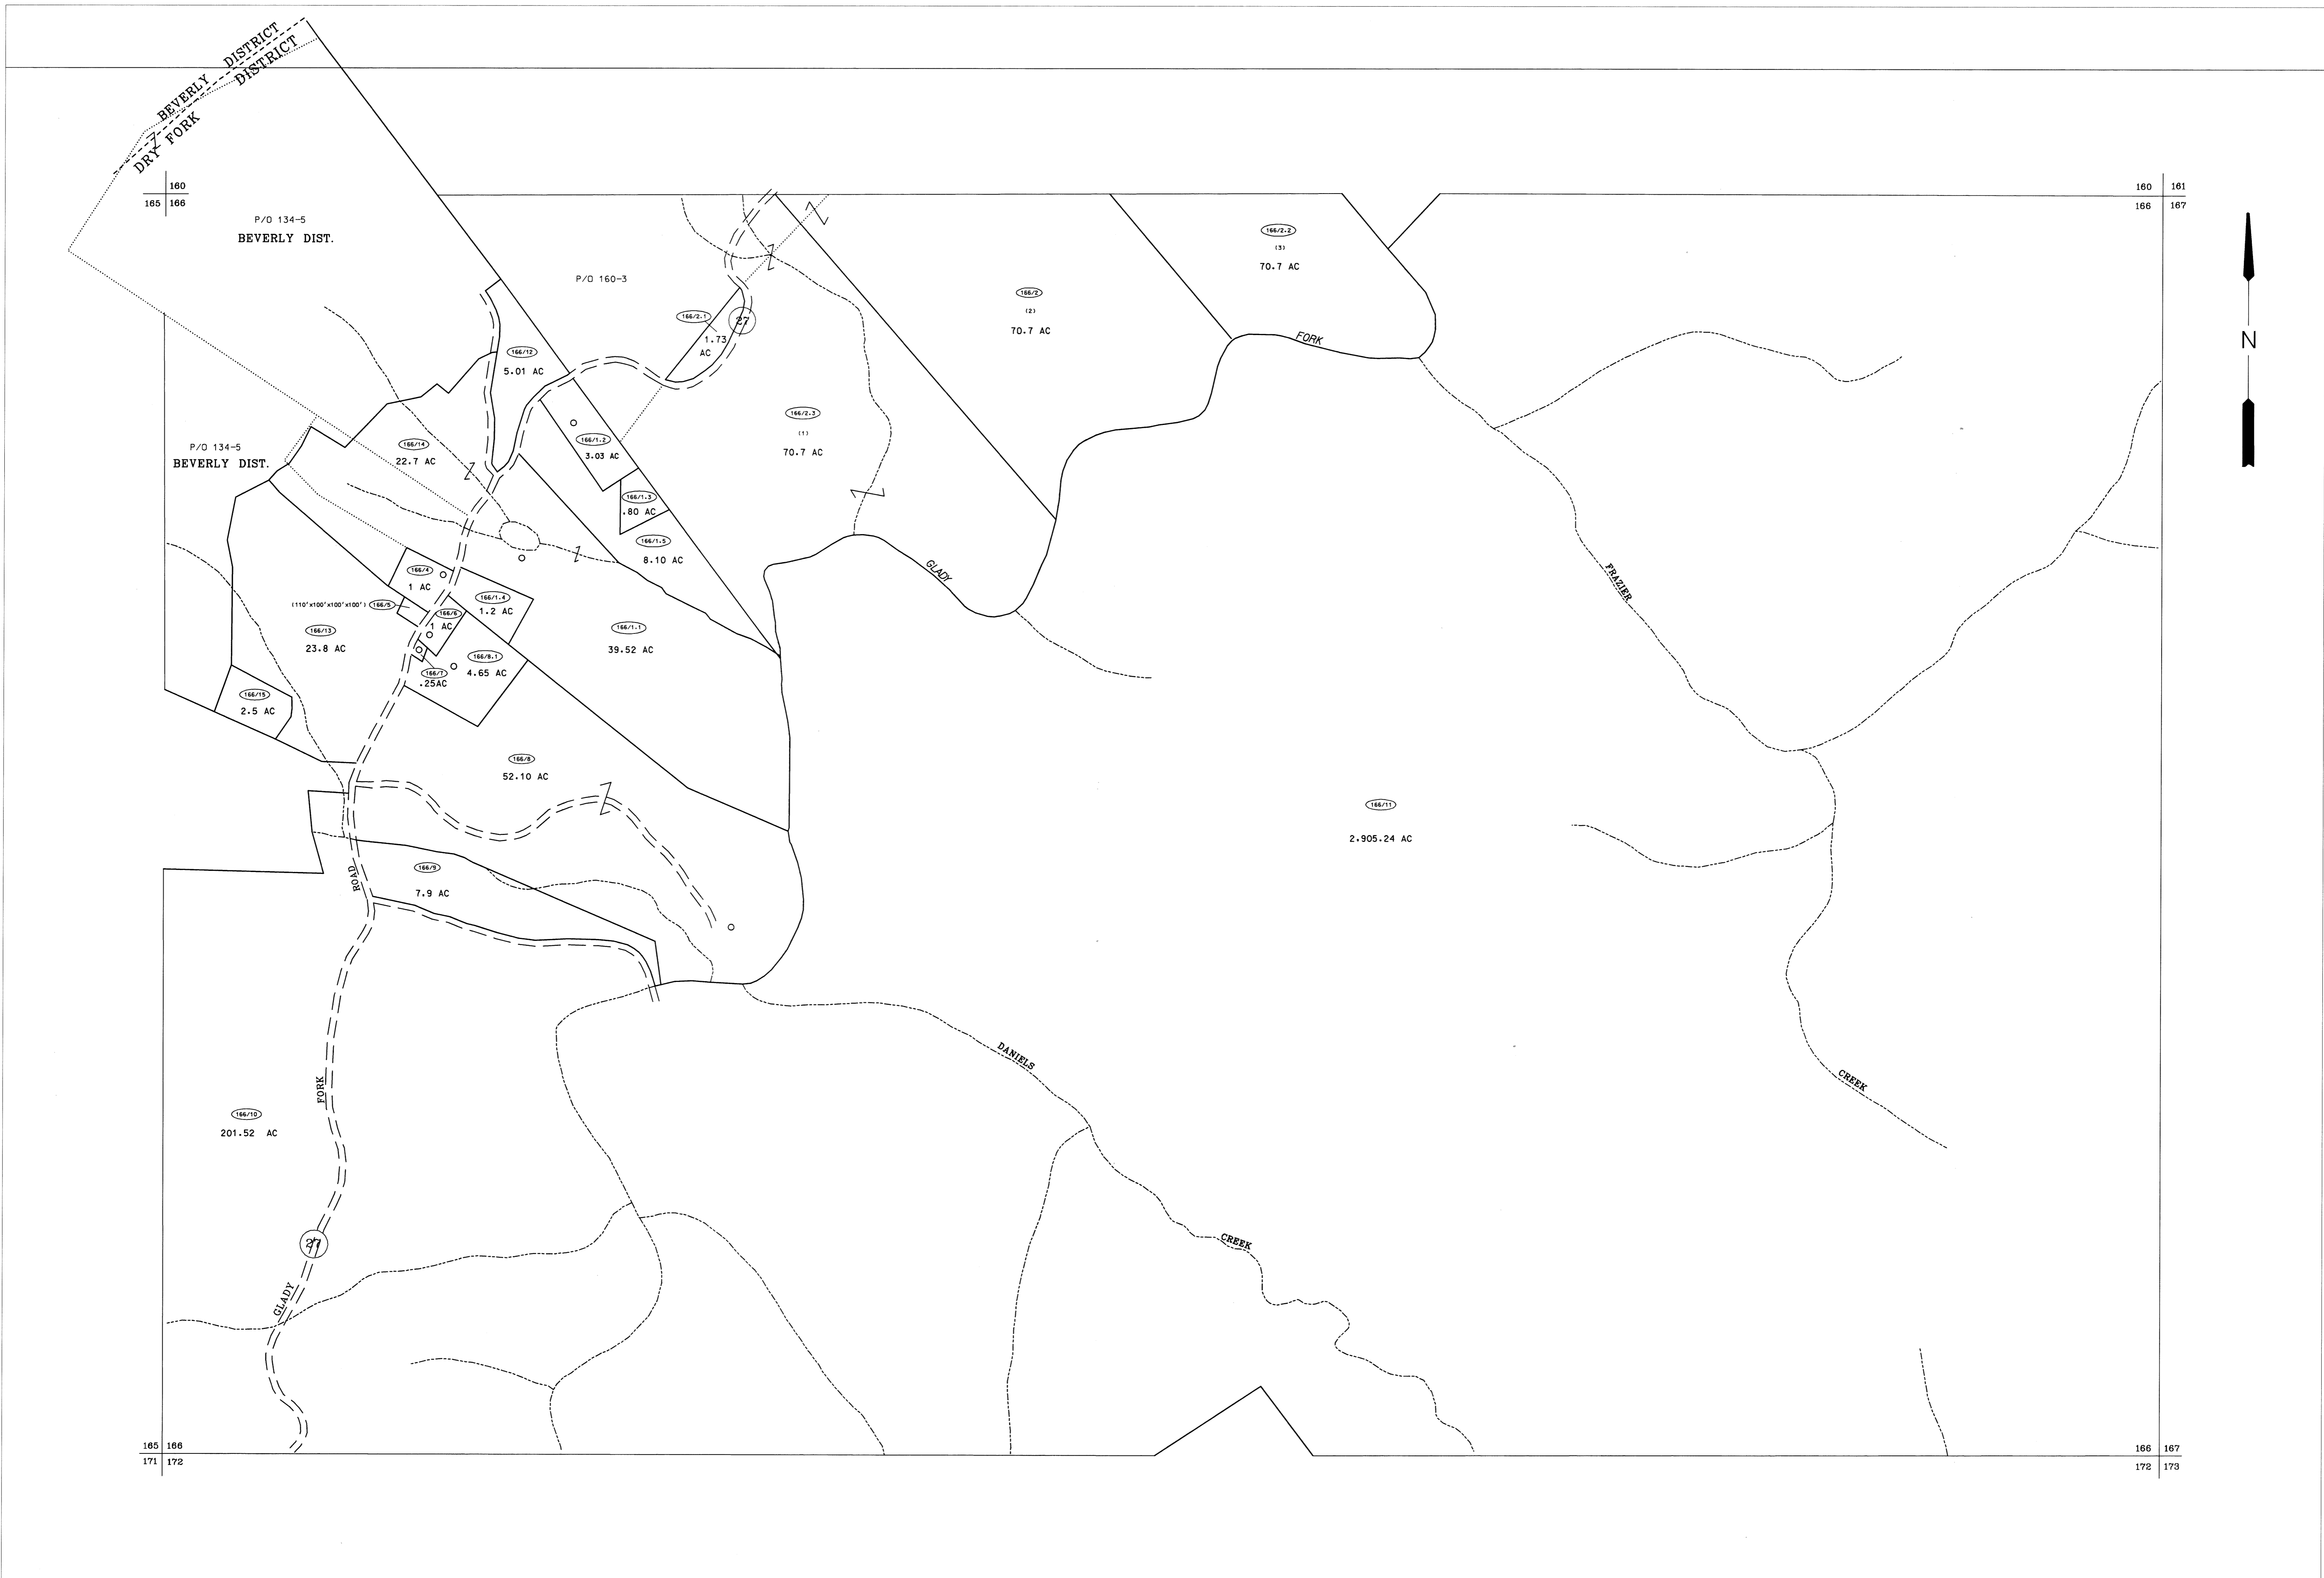 BEVERLY DISTRICT
DRY FORK DISTRICT
160
165 166
160 161
166 167
P/O 134-5
BEVERLY DIST.
P/O 160-3
166/2.2
(3)
70.7 AC
166/2
(2)
70.7 AC
N
166/2.1
1.73
AC
27
FORK
166/12
5.01 AC
166/2.3
(1)
70.7 AC
166/1.2
3.03 AC
166/14
22.7 AC
P/O 134-5
BEVERLY DIST.
166/1.3
.80 AC
166/1.5
8.10 AC
GLADY
FRAZIER
166/4
1 AC
166/1.4
1.2 AC
(110'x100'x100'x100') 166/5
166/6
1 AC
166/13
23.8 AC
166/1.1
39.52 AC
166/8.1
4.65 AC
166/7
.25AC
166/15
2.5 AC
166/8
52.10 AC
166/11
2.905.24 AC
166/9
7.9 AC
ROAD
DANIELS
CREEK
FORK
166/10
201.52 AC
CREEK
27
GLADY
165 166
171 172
166 167
172 173